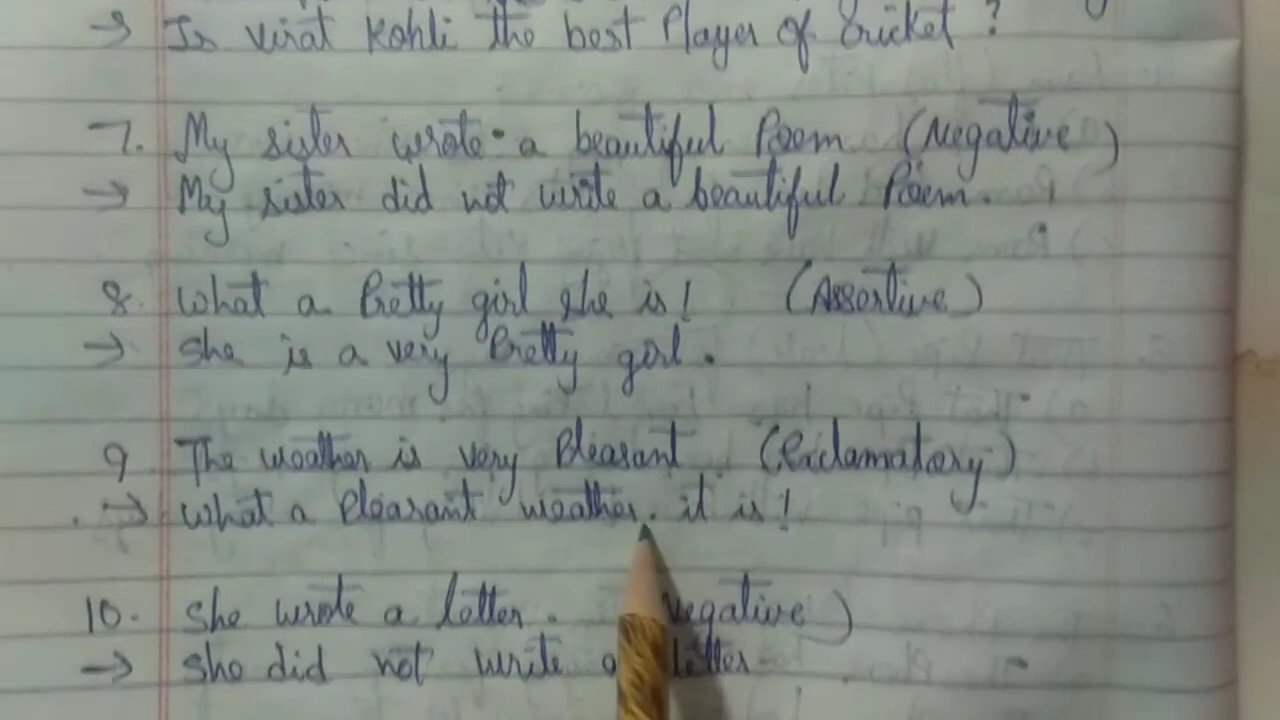 → Is Virat Kohli the best Player of Cricket ?
7. My sister wrote a beautiful Poem (Negative)
→ My sister did not write a beautiful Poem.
8. What a Pretty girl she is! (Assertive)
→ She is a very Pretty girl.
9 The weather is very Pleasant (Exclamatory)
→ What a Pleasant weather it is!
10. She wrote a letter. Negative)
→ She did not write a letter